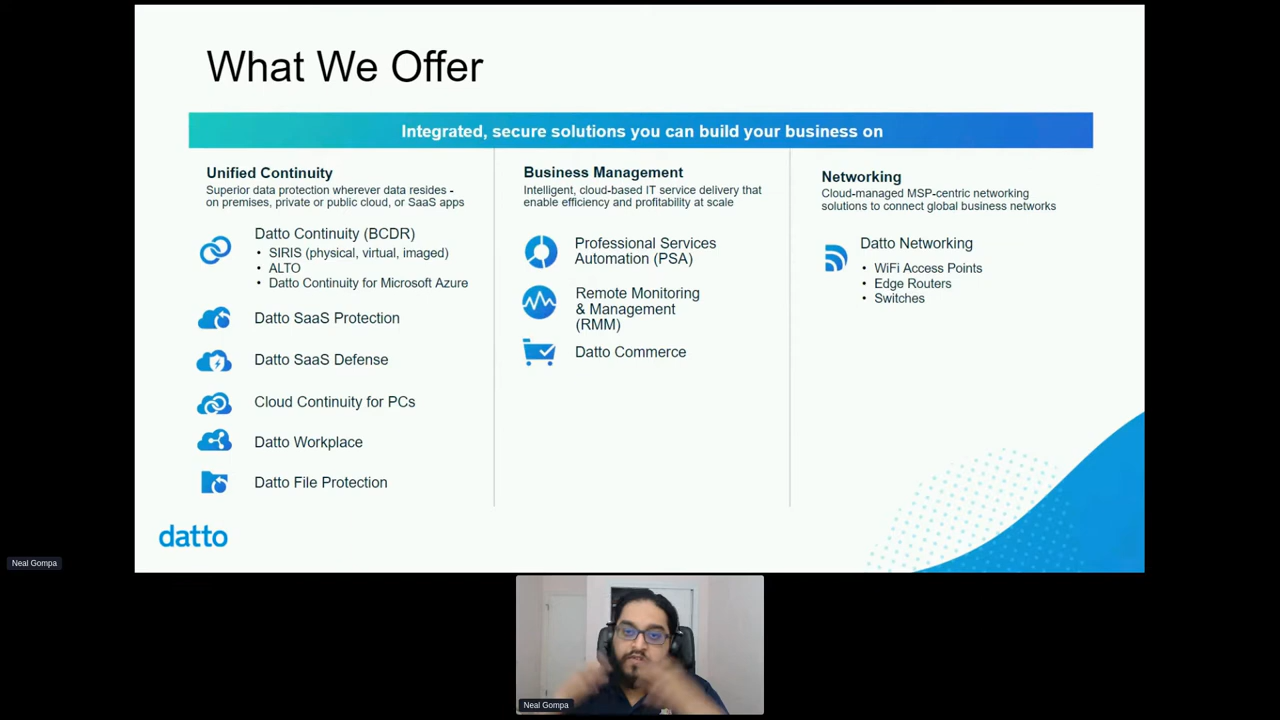 What We Offer
Integrated, secure solutions you can build your business on
Unified Continuity
Superior data protection wherever data resides -
on premises, private or public cloud, or SaaS apps
Datto Continuity (BCDR)
• SIRIS (physical, virtual, imaged)
• ALTO
• Datto Continuity for Microsoft Azure
Datto SaaS Protection
Datto SaaS Defense
Cloud Continuity for PCs
Datto Workplace
Datto File Protection
Business Management
Intelligent, cloud-based IT service delivery that
enable efficiency and profitability at scale
Professional Services
Automation (PSA)
Remote Monitoring
& Management
(RMM)
Datto Commerce
Networking
Cloud-managed MSP-centric networking
solutions to connect global business networks
Datto Networking
• WiFi Access Points
• Edge Routers
• Switches
datto
Neal Gompa
Neal Gompa